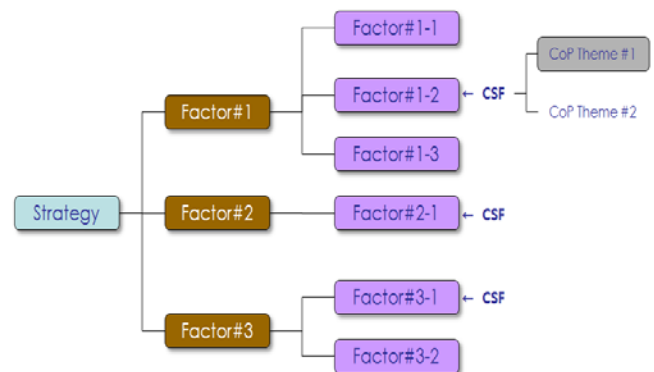 Factor#1-1
CoP Theme #1
Factor#1-2
← CSF
Factor#1
CoP Theme #2
Factor#1-3
Strategy
Factor#2
Factor#2-1
← CSF
Factor#3-1
← CSF
Factor#3
Factor#3-2